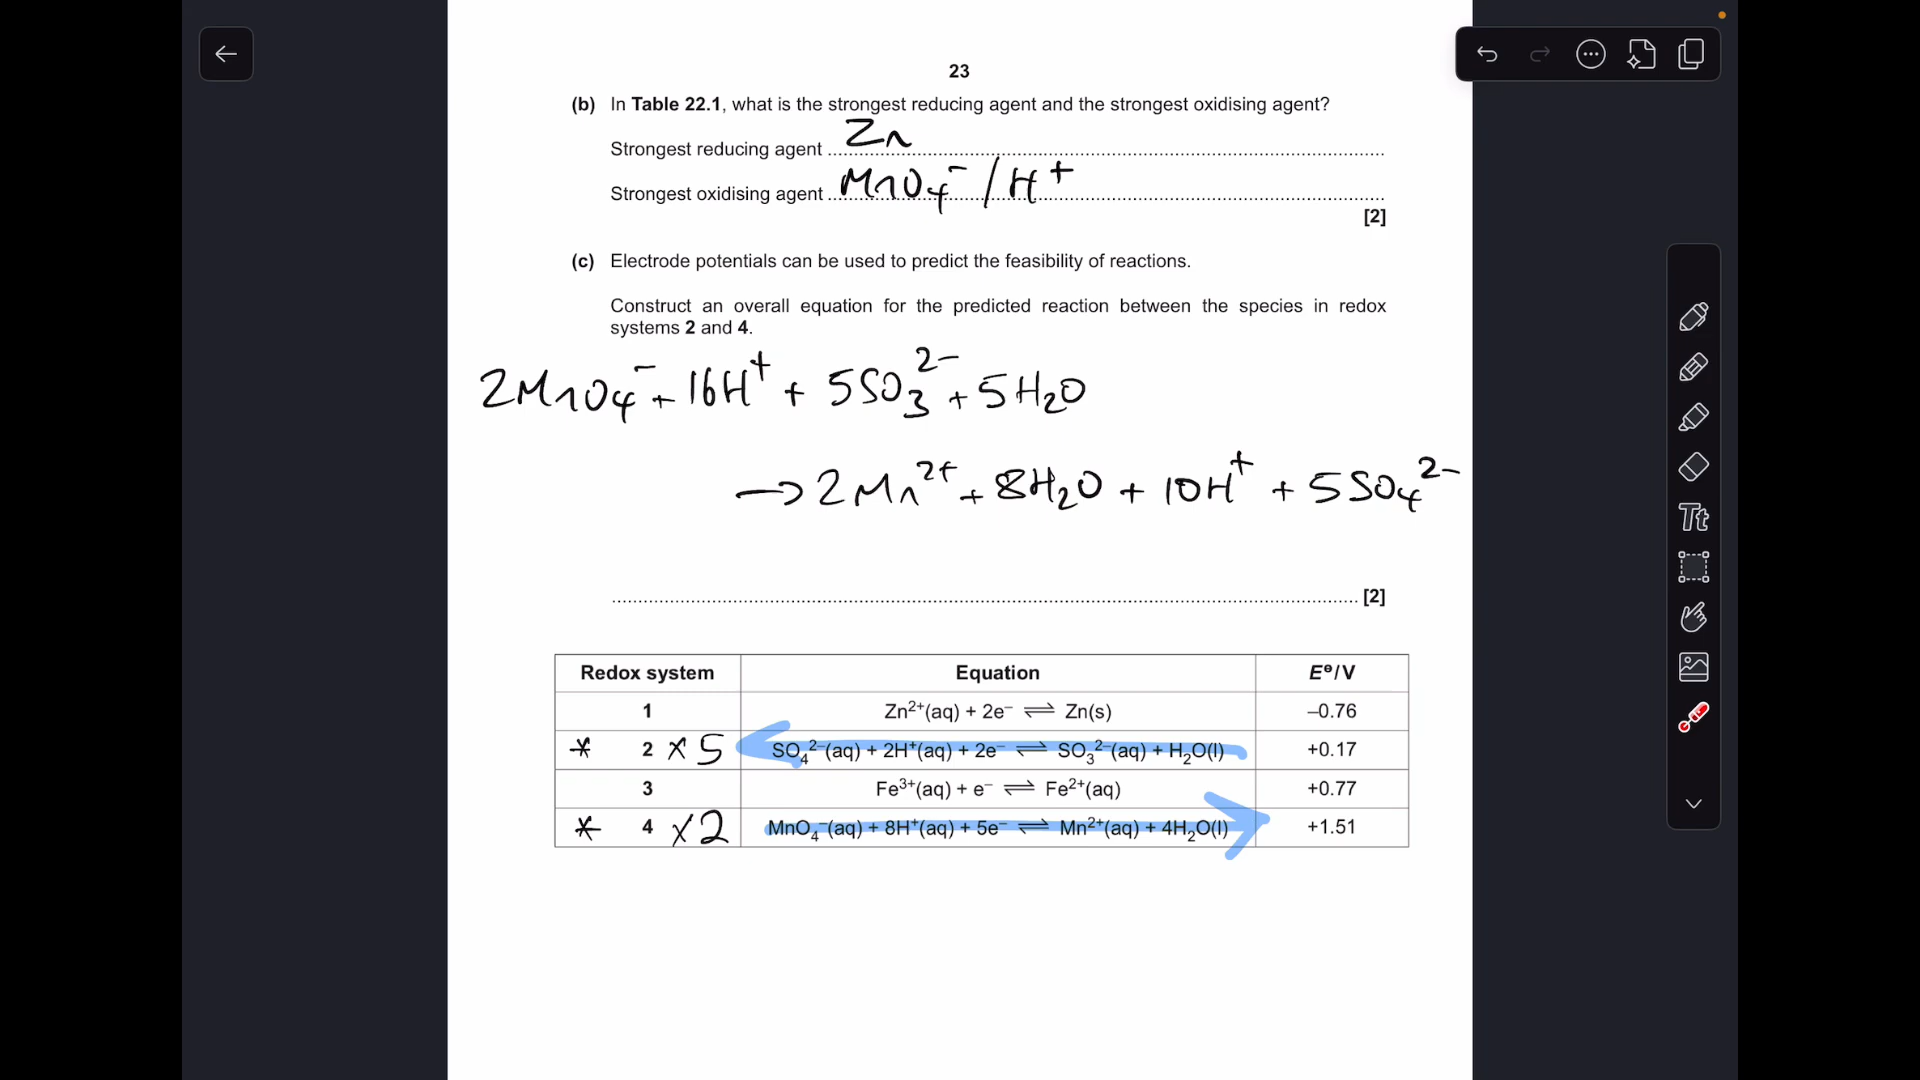 23
(b) In Table 22.1, what is the strongest reducing agent and the strongest oxidising agent?
Strongest reducing agent Zn
Strongest oxidising agent MnO₄⁻ / H⁺
[2]
(c) Electrode potentials can be used to predict the feasibility of reactions.
Construct an overall equation for the predicted reaction between the species in redox
systems 2 and 4.
2MnO₄⁻ + 16H⁺ + 5SO₃²⁻ + 5H₂O
→ 2Mn²⁺ + 8H₂O + 10H⁺ + 5SO₄²⁻
[2]
Redox system Equation E⦵/V
1 Zn²⁺(aq) + 2e⁻ ⇌ Zn(s) –0.76
* 2 ×5 SO₄²⁻(aq) + 2H⁺(aq) + 2e⁻ ⇌ SO₃²⁻(aq) + H₂O(l) +0.17
3 Fe³⁺(aq) + e⁻ ⇌ Fe²⁺(aq) +0.77
* 4 ×2 MnO₄⁻(aq) + 8H⁺(aq) + 5e⁻ ⇌ Mn²⁺(aq) + 4H₂O(l) +1.51
Tt